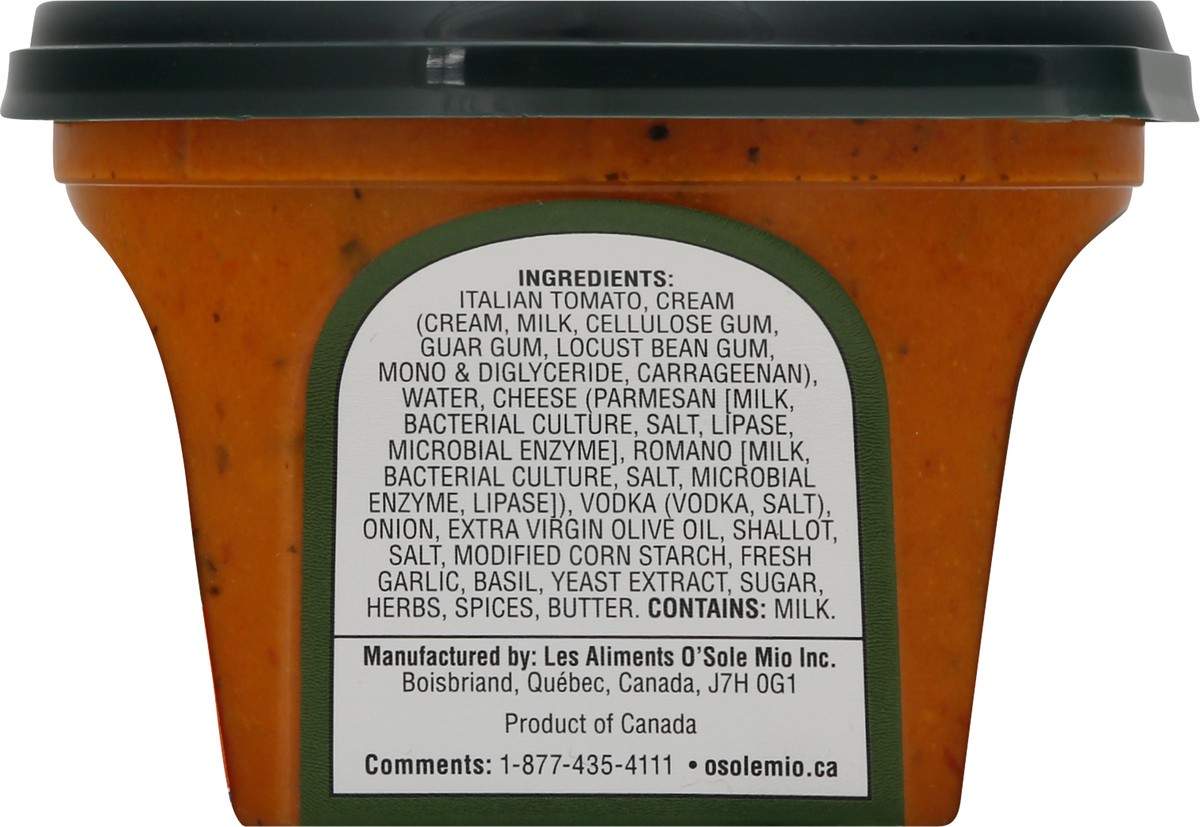 INGREDIENTS:
ITALIAN TOMATO, CREAM
(CREAM, MILK, CELLULOSE GUM,
GUAR GUM, LOCUST BEAN GUM,
MONO & DIGLYCERIDE, CARRAGEENAN),
WATER, CHEESE (PARMESAN [MILK,
BACTERIAL CULTURE, SALT, LIPASE,
MICROBIAL ENZYME], ROMANO [MILK,
BACTERIAL CULTURE, SALT, MICROBIAL
ENZYME, LIPASE]), VODKA (VODKA, SALT),
ONION, EXTRA VIRGIN OLIVE OIL, SHALLOT,
SALT, MODIFIED CORN STARCH, FRESH
GARLIC, BASIL, YEAST EXTRACT, SUGAR,
HERBS, SPICES, BUTTER. CONTAINS: MILK.
Manufactured by: Les Aliments O'Sole Mio Inc.
Boisbriand, Québec, Canada, J7H 0G1
Product of Canada
Comments: 1-877-435-4111 • osolemio.ca